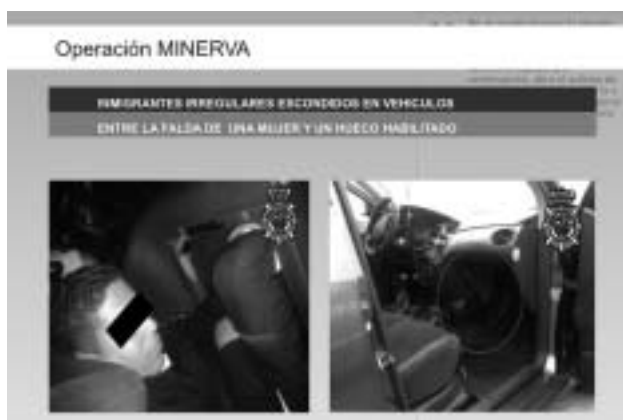 Operación MINERVA
INMIGRANTES IRREGULARES ESCONDIDOS EN VEHICULOS
ENTRE LA FALDA DE UNA MUJER Y UN HUECO HABILITADO